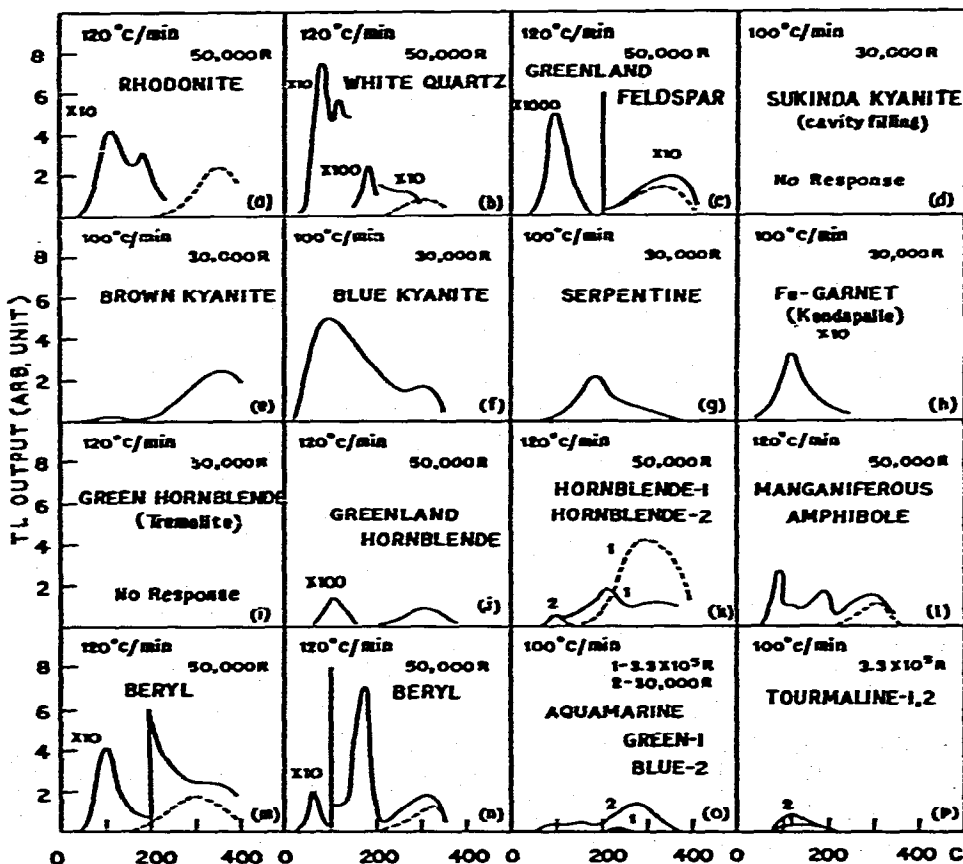 TL OUTPUT (ARB, UNIT)
8
6
4
2
120°C/min
50,000R
RHODONITE
X10
(a)
120°C/min
50,000R
X10
WHITE QUARTZ
X100
X10
(b)
120°C/min
50,000R
GREENLAND
FELDSPAR
X1000
X10
(c)
100°C/min
30,000R
SUKINDA KYANITE
(cavity filling)
No Response
(d)
8
6
4
2
100°C/min
30,000R
BROWN KYANITE
(e)
100°C/min
30,000R
BLUE KYANITE
(f)
100°C/min
30,000R
SERPENTINE
(g)
100°C/min
30,000R
Fe-GARNET
(Kondapalle)
X10
(h)
8
6
4
2
120°C/min
30,000R
GREEN HORNBLENDE
(Tremolite)
No Response
(i)
120°C/min
50,000R
GREENLAND
HORNBLENDE
X100
(j)
120°C/min
50,000R
HORNBLENDE-1
HORNBLENDE-2
1
1
2
(k)
120°C/min
50,000R
MANGANIFEROUS
AMPHIBOLE
(l)
8
6
4
2
120°C/min
50,000R
BERYL
X10
(m)
120°C/min
50,000R
BERYL
X10
(n)
100°C/min
1-3.3X10⁵R
2-30,000R
AQUAMARINE
GREEN-1
BLUE-2
2
1
(o)
100°C/min
TOURMALINE-1,2
2
(p)
0 200 400 200 400 200 400 200 400 C